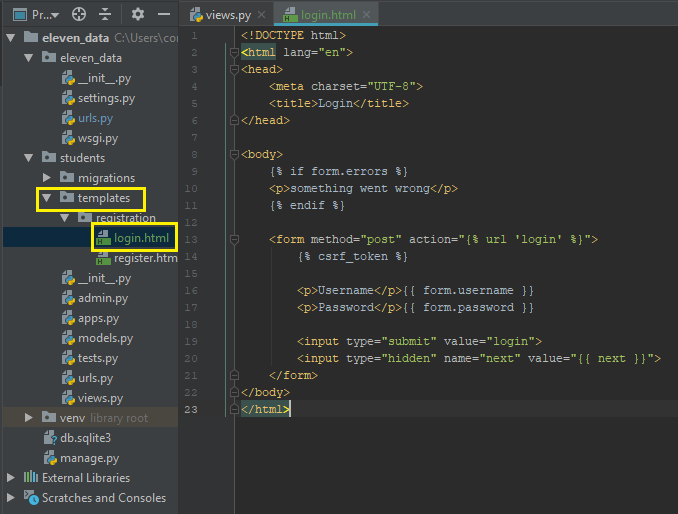 Pr...
eleven_data C:\Users\cor
eleven_data
__init__.py
settings.py
urls.py
wsgi.py
students
migrations
templates
registration
login.html
register.htm
__init__.py
admin.py
apps.py
models.py
tests.py
urls.py
views.py
venv library root
db.sqlite3
manage.py
External Libraries
Scratches and Consoles
views.py
login.html
1 <!DOCTYPE html>
2 <html lang="en">
3 <head>
4 <meta charset="UTF-8">
5 <title>Login</title>
6 </head>
7
8 <body>
9 {% if form.errors %}
10 <p>something went wrong</p>
11 {% endif %}
12
13 <form method="post" action="{% url 'login' %}">
14 {% csrf_token %}
15
16 <p>Username</p>{{ form.username }}
17 <p>Password</p>{{ form.password }}
18
19 <input type="submit" value="login">
20 <input type="hidden" name="next" value="{{ next }}">
21 </form>
22 </body>
23 </html>